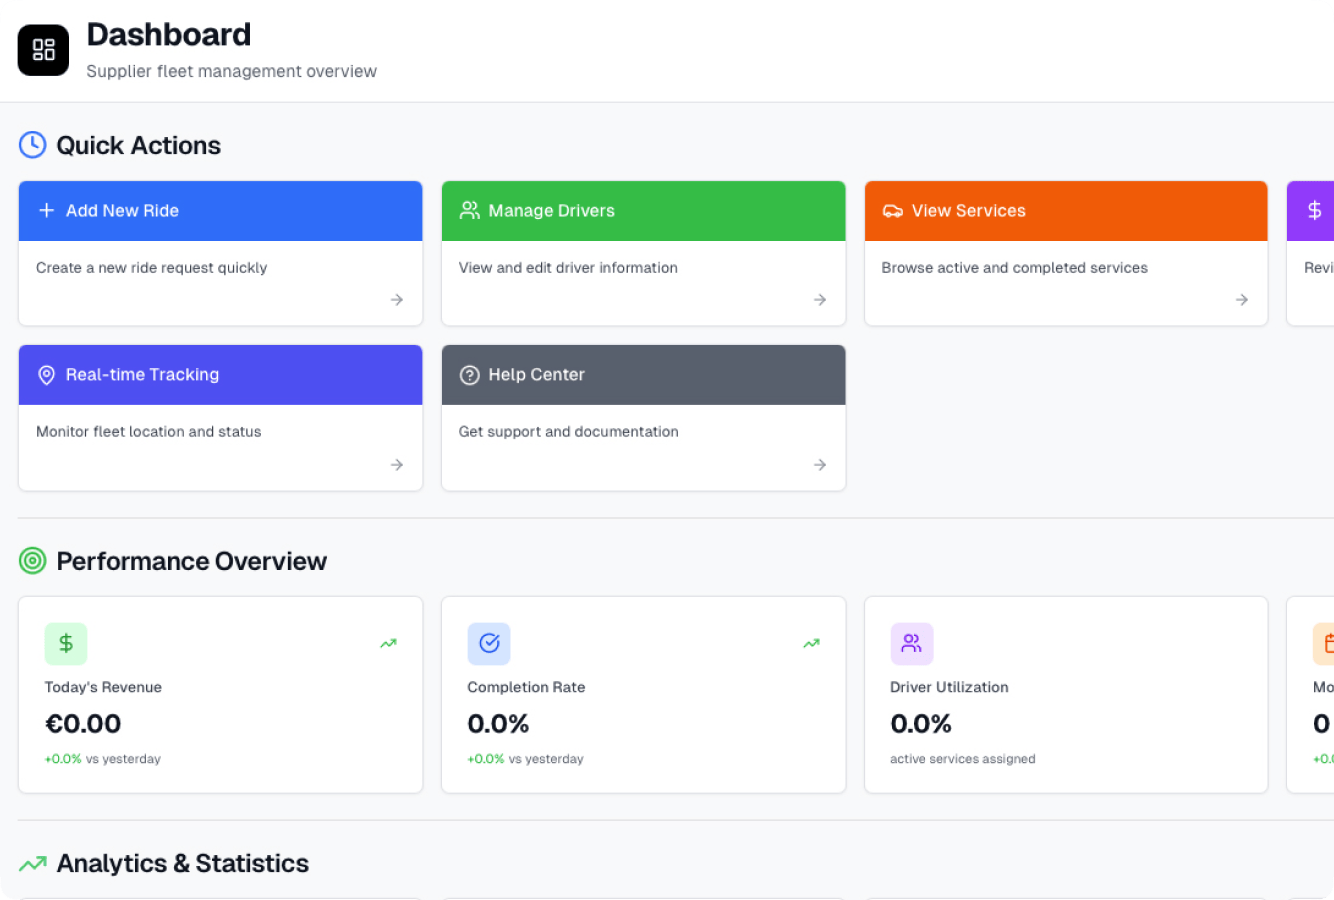 Dashboard
Supplier fleet management overview
Quick Actions
Add New Ride
Create a new ride request quickly
Manage Drivers
View and edit driver information
View Services
Browse active and completed services
$
Real-time Tracking
Monitor fleet location and status
Help Center
Get support and documentation
Performance Overview
$
Today's Revenue
€0.00
+0.0% vs yesterday
Completion Rate
0.0%
+0.0% vs yesterday
Driver Utilization
0.0%
active services assigned
0
Analytics & Statistics